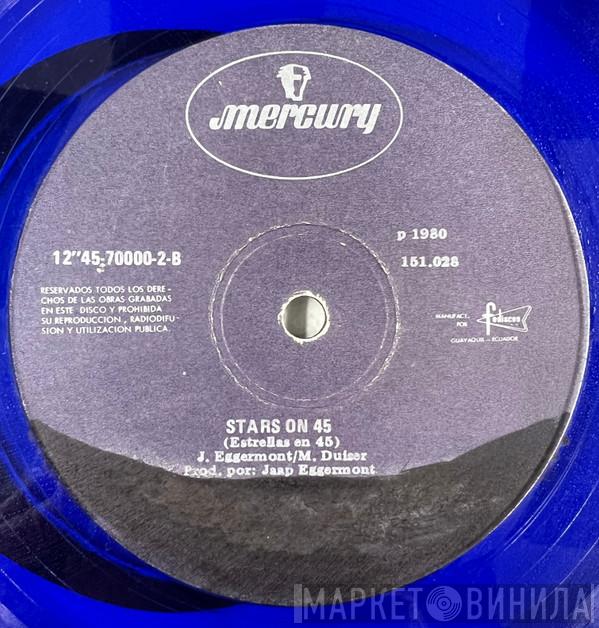 mercury
p 1980
12"45-70000-2-B
151.028
RESERVADOS TODOS LOS DERE-
CHOS DE LAS OBRAS GRABADAS
EN ESTE DISCO Y PROHIBIDA
SU REPRODUCCION, RADIODIFU-
SION Y UTILIZACION PUBLICA.
MANUFACT.
POR
fediscos
GUAYAQUIL - ECUADOR
STARS ON 45
(Estrellas en 45)
J. Eggermont/M. Duiser
Prod. por: Jaap Eggermont
МАРКЕТ ВИНИЛА